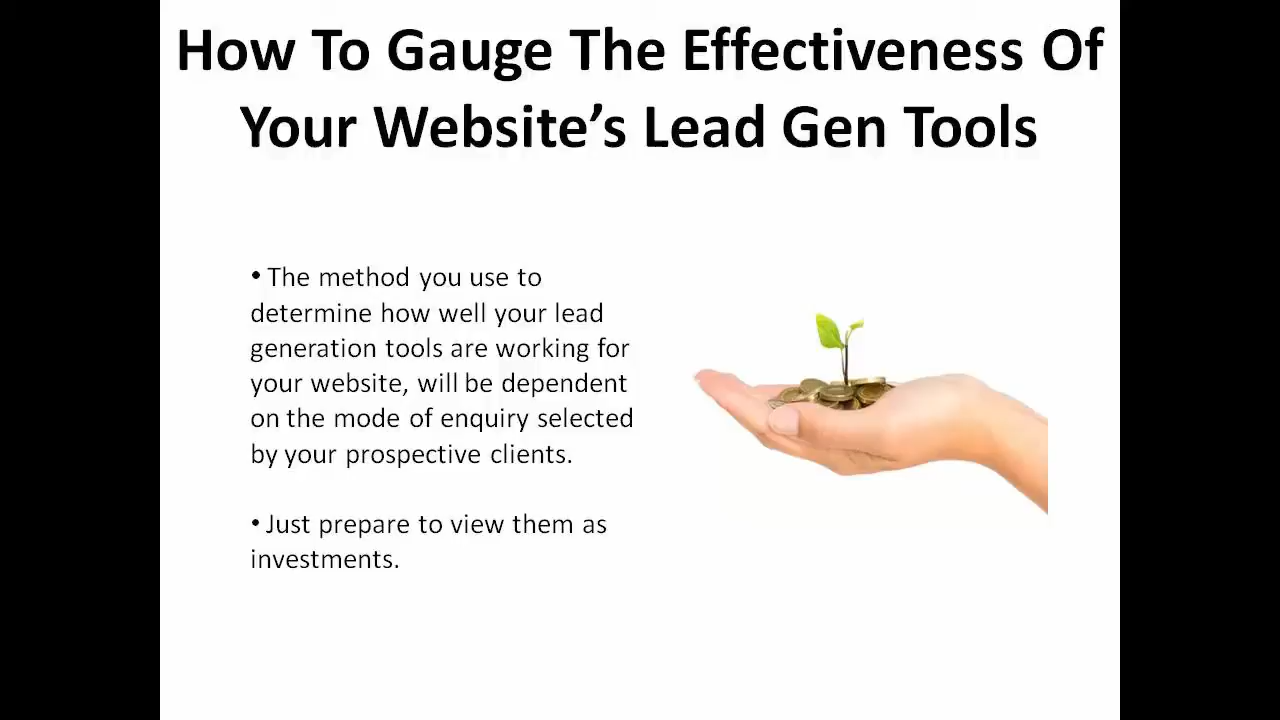 How To Gauge The Effectiveness Of
Your Website’s Lead Gen Tools
• The method you use to
determine how well your lead
generation tools are working for
your website, will be dependent
on the mode of enquiry selected
by your prospective clients.
• Just prepare to view them as
investments.